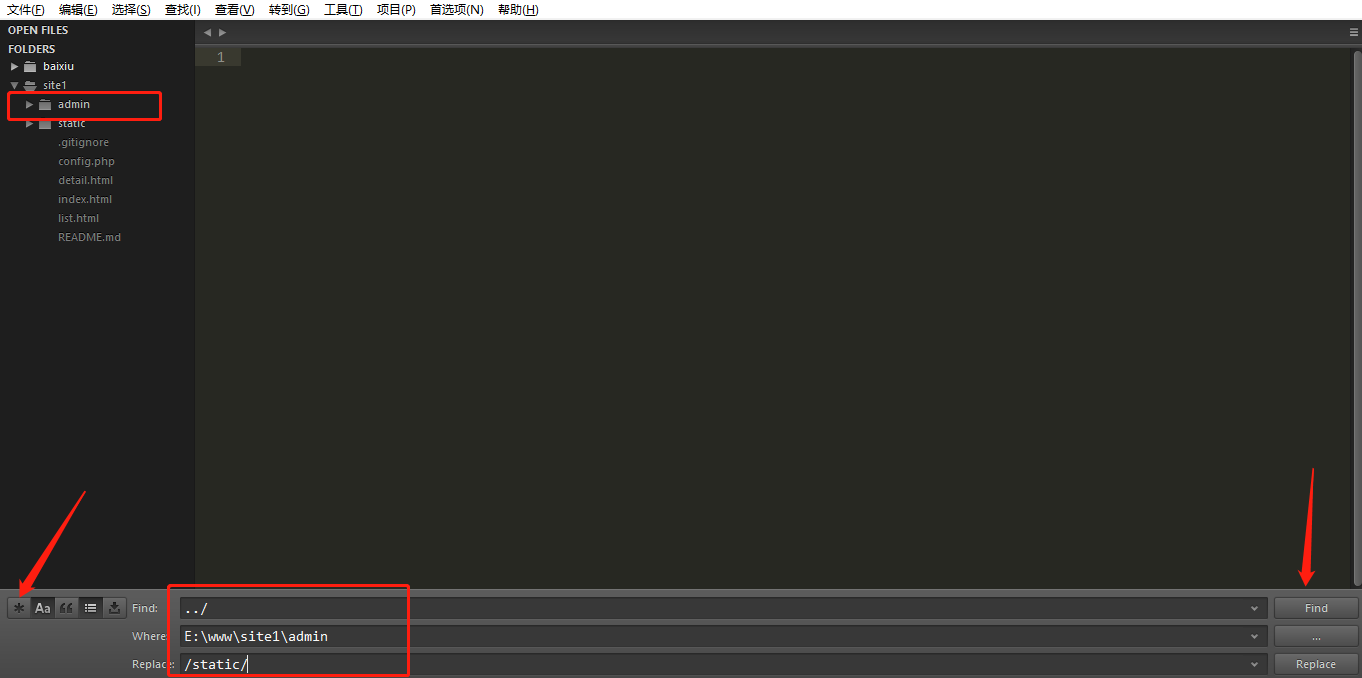 文件(F) 编辑(E) 选择(S) 查找(I) 查看(V) 转到(G) 工具(T) 项目(P) 首选项(N) 帮助(H)
OPEN FILES
FOLDERS
baixiu
site1
admin
static
.gitignore
config.php
detail.html
index.html
list.html
README.md
1
Aa Find: ../ Find
Where: E:\www\site1\admin ...
Replace: /static/ Replace